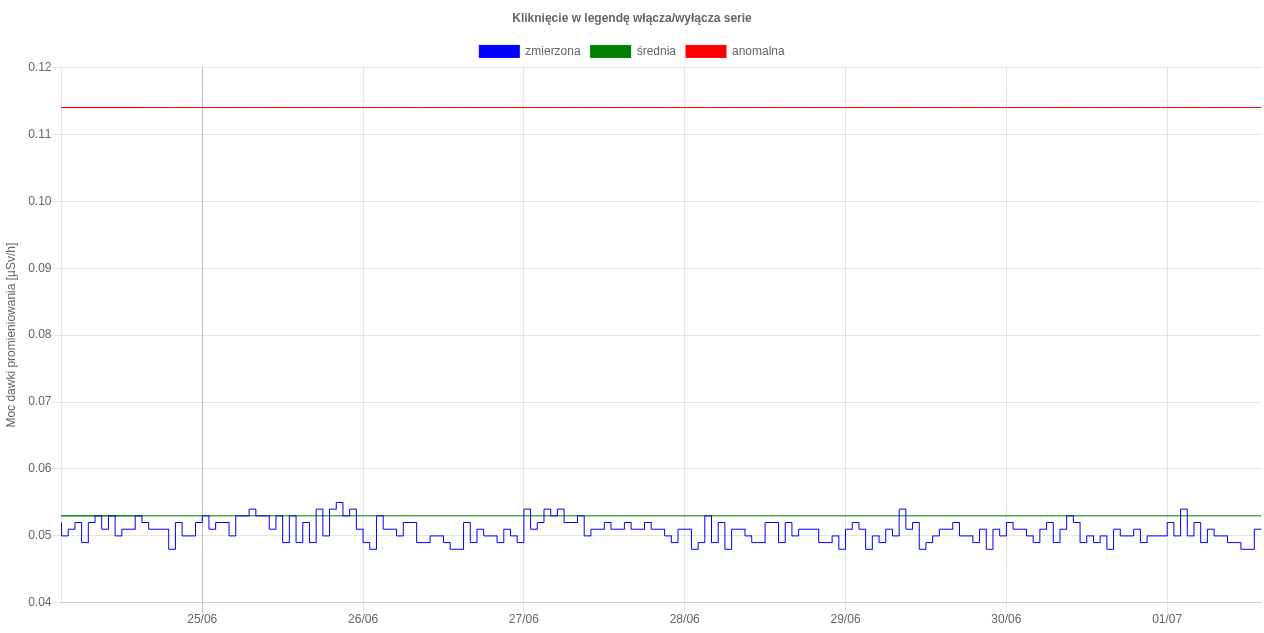 Kliknięcie w legendę włącza/wyłącza serie
zmierzona średnia anomalna
Moc dawki promieniowania [µSv/h]
0.12
0.11
0.10
0.09
0.08
0.07
0.06
0.05
0.04
25/06 26/06 27/06 28/06 29/06 30/06 01/07